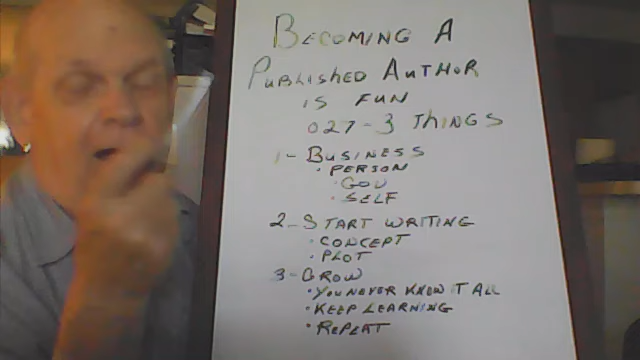 BECOMING A
PUBLISHED AUTHOR
IS FUN
027-3 THINGS
1- BUSINESS
• PERSON
• GOV
• SELF
2- START WRITING
• CONCEPT
• PLOT
3- GROW
• YOU NEVER KNOW IT ALL
• KEEP LEARNING
• REPEAT